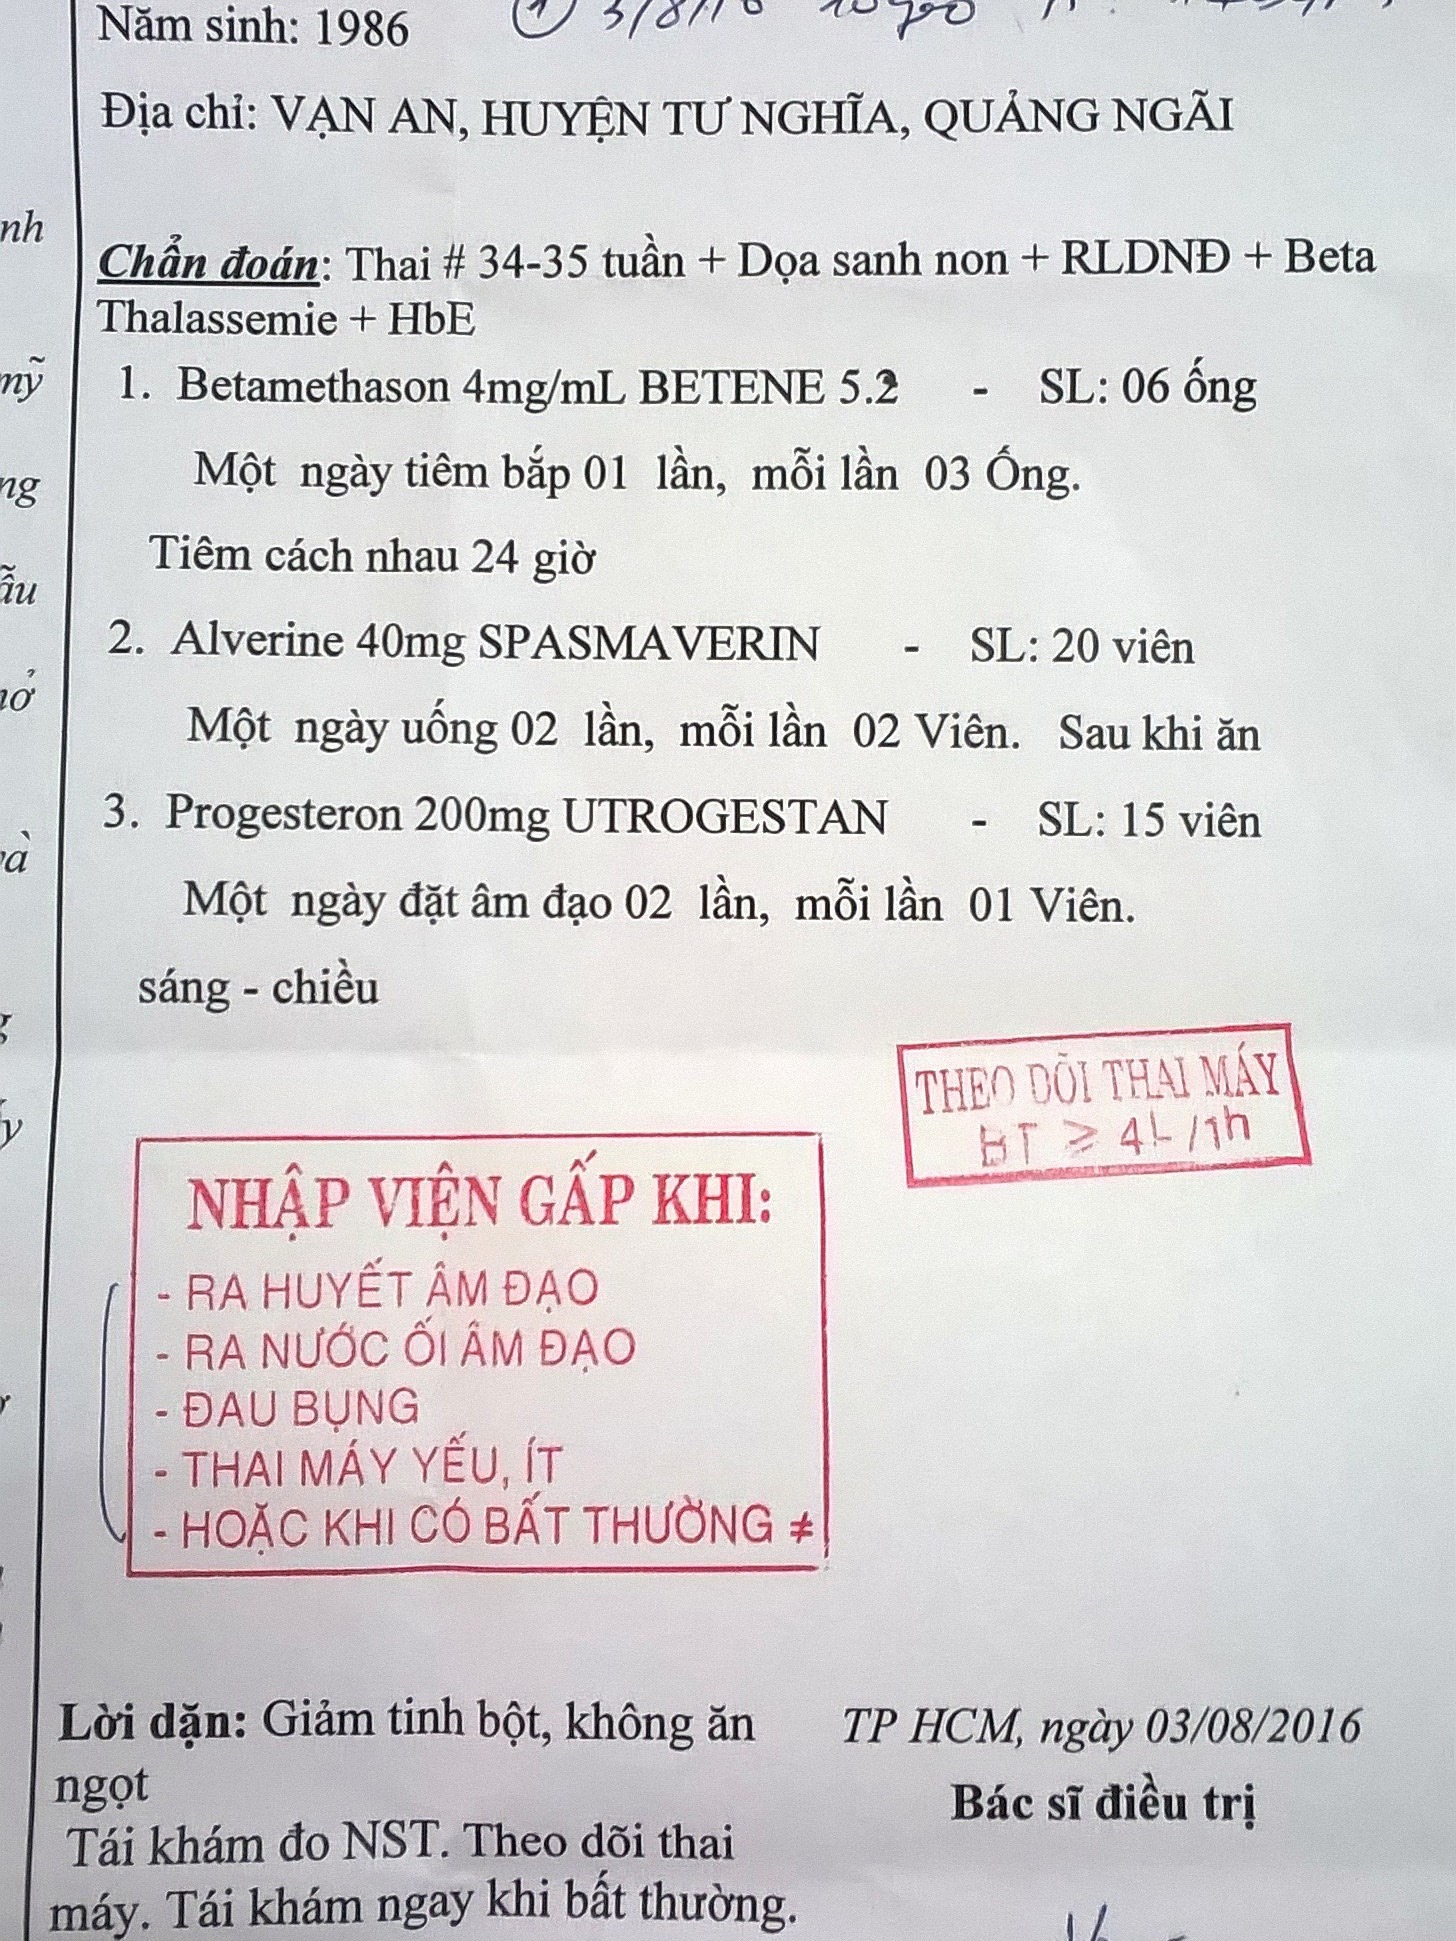 Năm sinh: 1986
① 3/8/16
Địa chỉ: VẠN AN, HUYỆN TƯ NGHĨA, QUẢNG NGÃI
nh
Chẩn đoán: Thai # 34-35 tuần + Dọa sanh non + RLDNĐ + Beta
Thalassemie + HbE
mỹ
1. Betamethason 4mg/mL BETENE 5.2 - SL: 06 ống
ng
Một ngày tiêm bắp 01 lần, mỗi lần 03 Ống.
Tiêm cách nhau 24 giờ
ẫu
2. Alverine 40mg SPASMAVERIN - SL: 20 viên
Một ngày uống 02 lần, mỗi lần 02 Viên. Sau khi ăn
3. Progesteron 200mg UTROGESTAN - SL: 15 viên
Một ngày đặt âm đạo 02 lần, mỗi lần 01 Viên.
sáng - chiều
THEO DÕI THAI MÁY
BT ≥ 4L/1h
NHẬP VIỆN GẤP KHI:
- RA HUYẾT ÂM ĐẠO
- RA NƯỚC ỐI ÂM ĐẠO
- ĐAU BỤNG
- THAI MÁY YẾU, ÍT
- HOẶC KHI CÓ BẤT THƯỜNG ≠
Lời dặn: Giảm tinh bột, không ăn
ngọt
Tái khám đo NST. Theo dõi thai
máy. Tái khám ngay khi bất thường.
TP HCM, ngày 03/08/2016
Bác sĩ điều trị